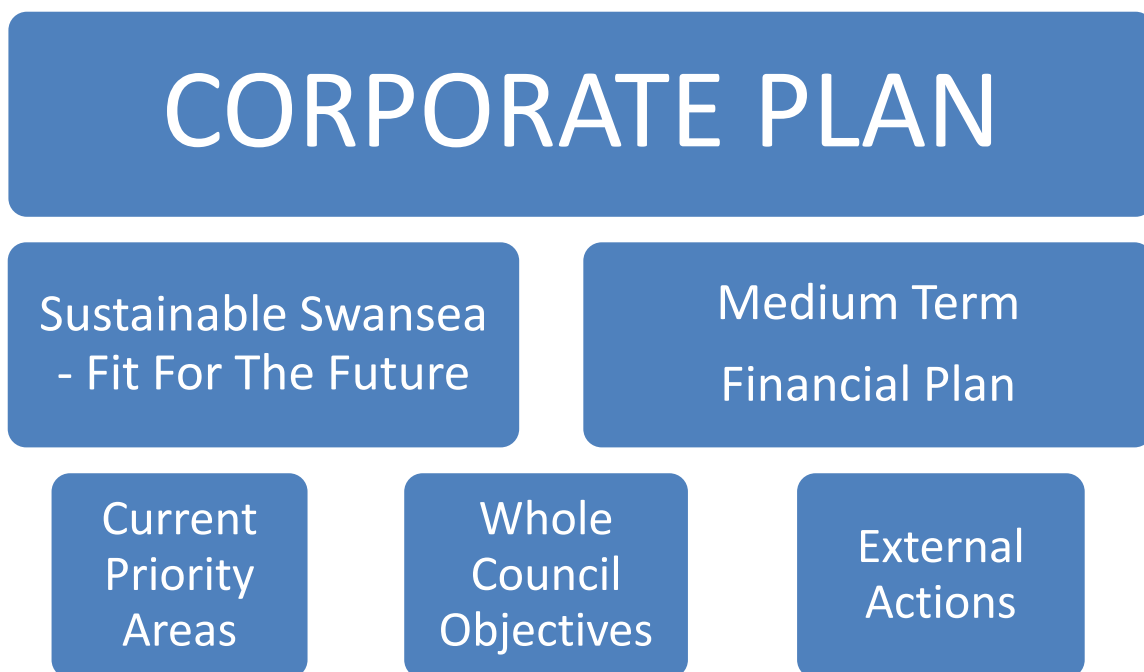 CORPORATE PLAN
Sustainable Swansea
- Fit For The Future
Medium Term
Financial Plan
Current
Priority
Areas
Whole
Council
Objectives
External
Actions